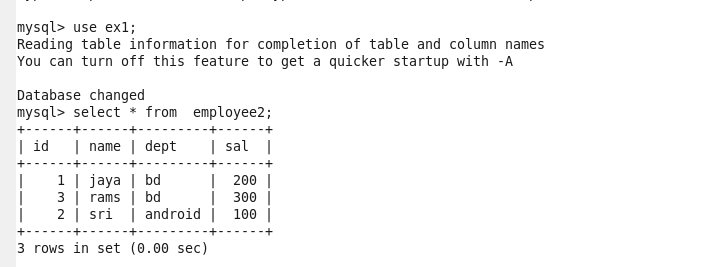 mysql> use ex1;
Reading table information for completion of table and column names
You can turn off this feature to get a quicker startup with -A

Database changed
mysql> select * from  employee2;
+------+------+---------+------+
| id   | name | dept    | sal  |
+------+------+---------+------+
|    1 | jaya | bd      |  200 |
|    3 | rams | bd      |  300 |
|    2 | sri  | android |  100 |
+------+------+---------+------+
3 rows in set (0.00 sec)